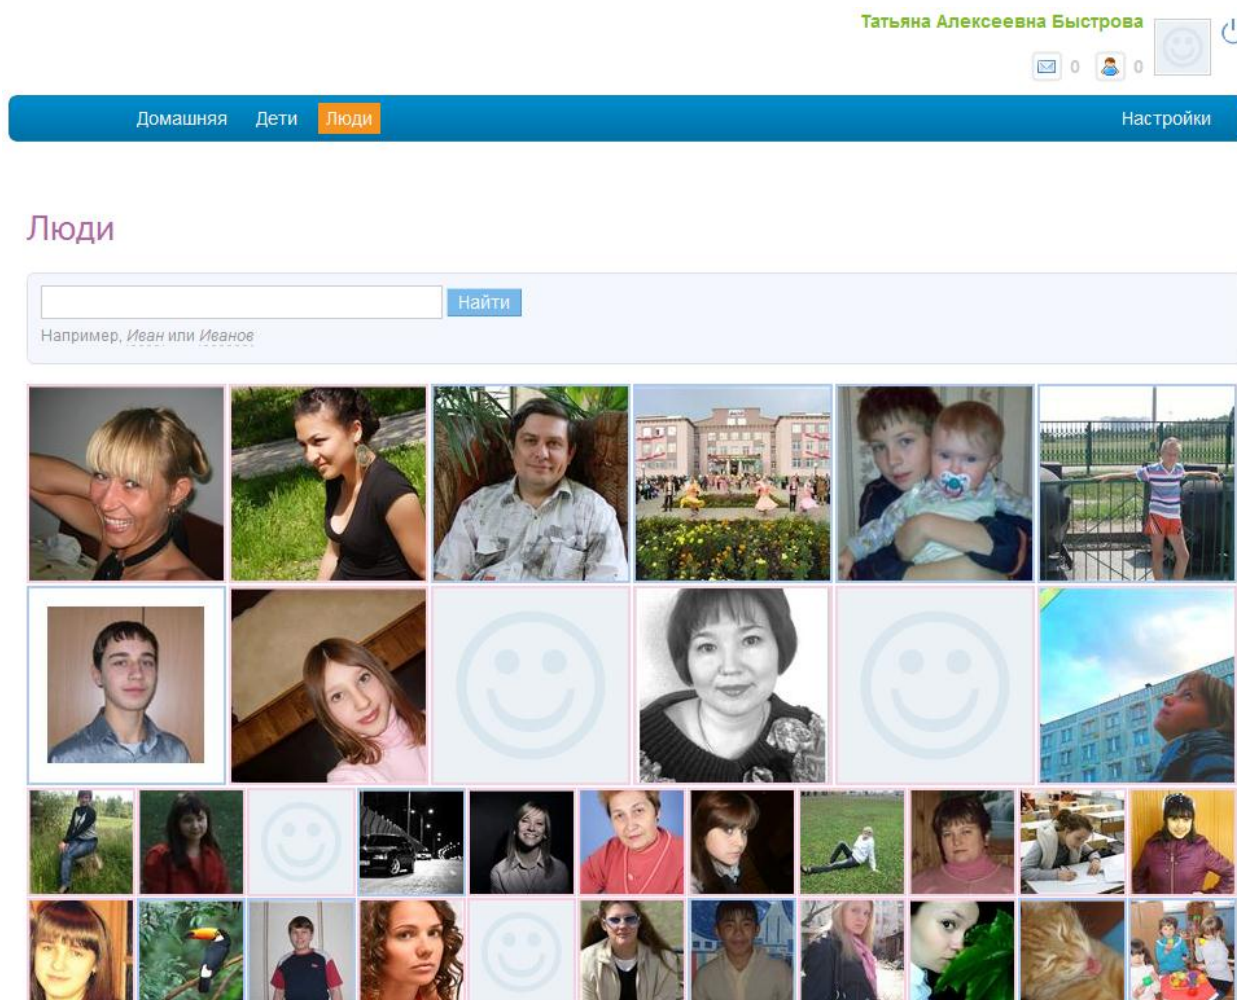 Татьяна Алексеевна Быстрова
0 0
Домашняя Дети Люди Настройки
Люди
Найти
Например, Иван или Иванов